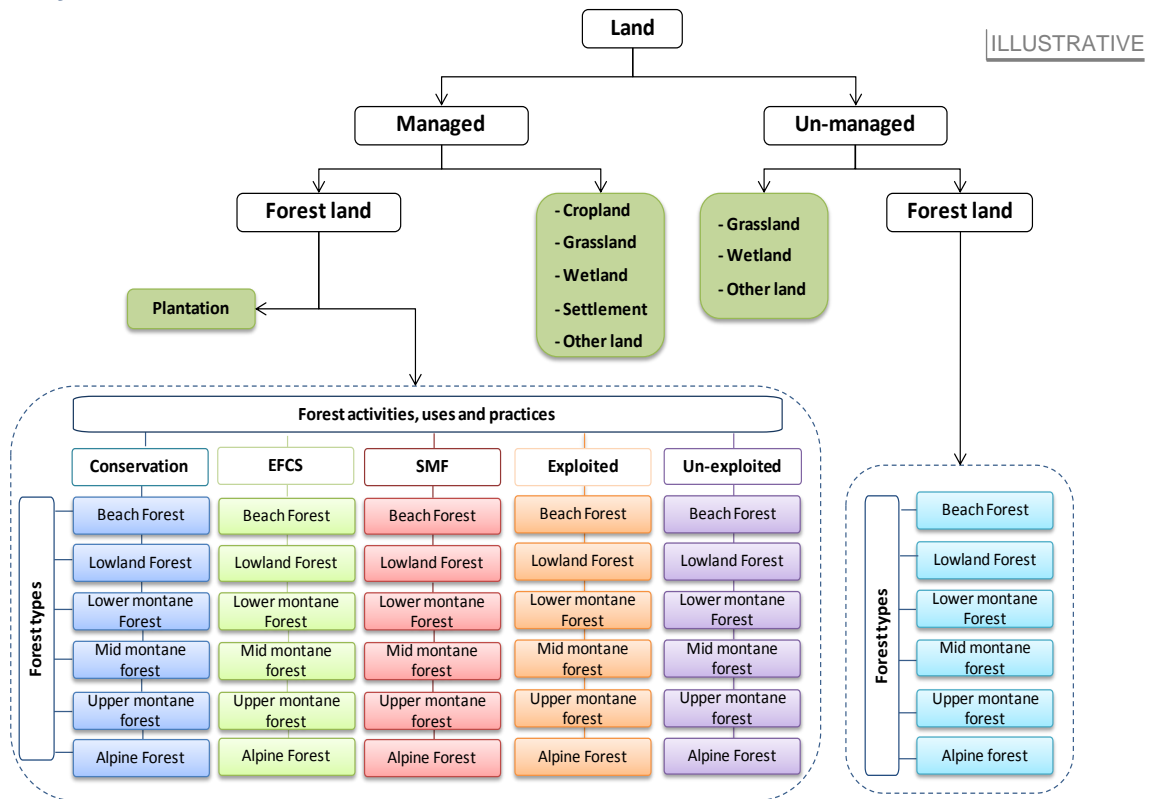 Land
ILLUSTRATIVE
Managed
Un-managed
Forest land
- Cropland
- Grassland
- Wetland
- Settlement
- Other land
- Grassland
- Wetland
- Other land
Forest land
Plantation
Forest activities, uses and practices
Conservation
EFCS
SMF
Exploited
Un-exploited
Forest types
Beach Forest
Beach Forest
Beach Forest
Beach Forest
Beach Forest
Lowland Forest
Lowland Forest
Lowland Forest
Lowland Forest
Lowland Forest
Lower montane
Forest
Lower montane
Forest
Lower montane
Forest
Lower montane
Forest
Lower montane
Forest
Mid montane
forest
Mid montane
forest
Mid montane
forest
Mid montane
forest
Mid montane
forest
Upper montane
forest
Upper montane
forest
Upper montane
forest
Upper montane
forest
Upper montane
forest
Alpine Forest
Alpine Forest
Alpine Forest
Alpine Forest
Alpine Forest
Forest types
Beach Forest
Lowland Forest
Lower montane
Forest
Mid montane
forest
Upper montane
forest
Alpine forest